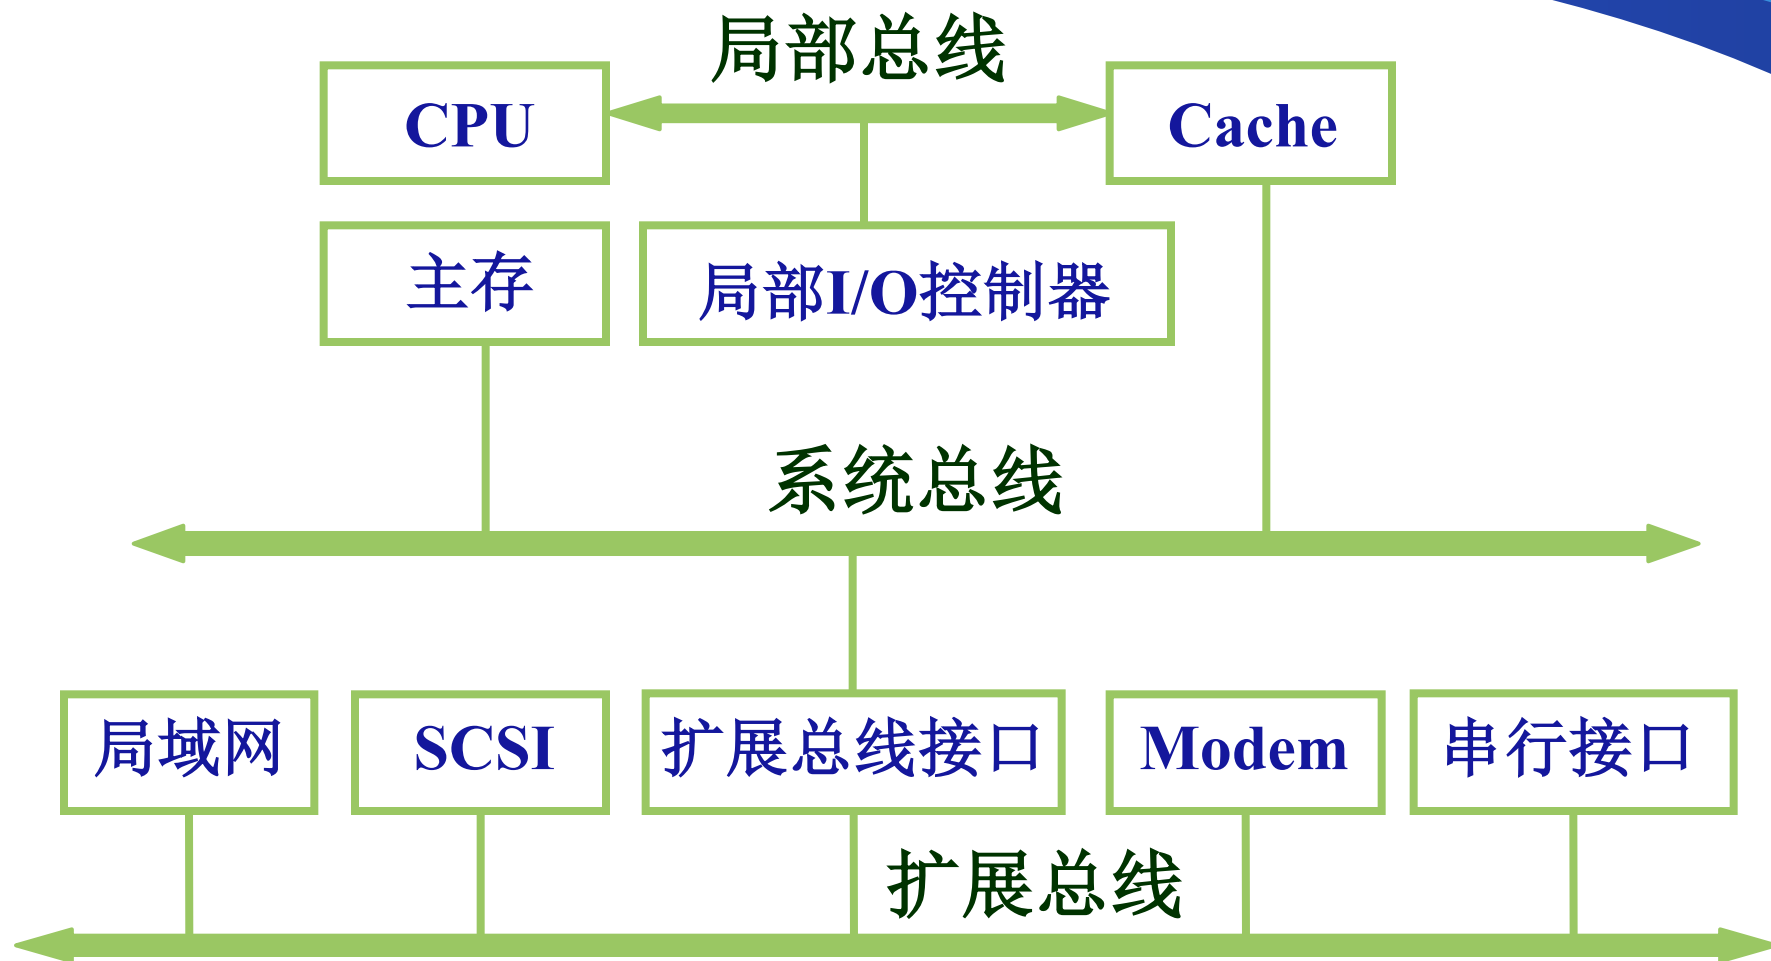 局部总线
CPU
Cache
主存
局部I/O控制器
系统总线
局域网
SCSI
扩展总线接口
Modem
串行接口
扩展总线